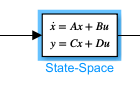 ẋ = Ax + Bu
y = Cx + Du
State-Space